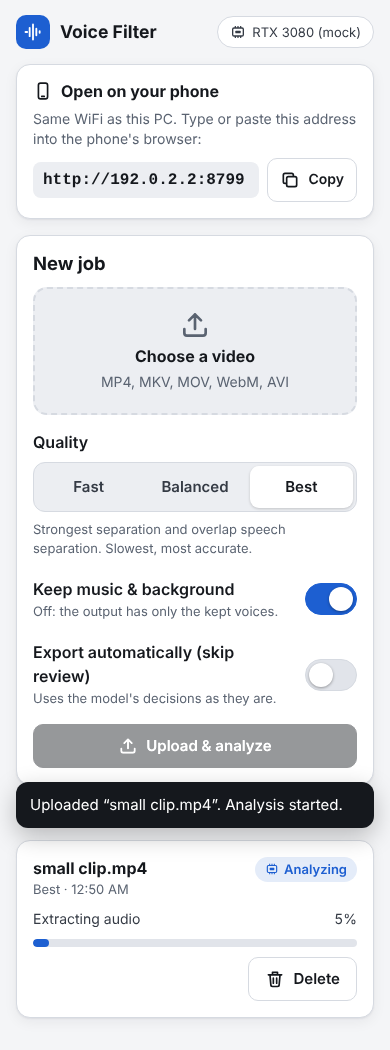 Voice Filter
RTX 3080 (mock)
Open on your phone
Same WiFi as this PC. Type or paste this address
into the phone's browser:
http://192.0.2.2:8799
Copy
New job
Choose a video
MP4, MKV, MOV, WebM, AVI
Quality
Fast
Balanced
Best
Strongest separation and overlap speech
separation. Slowest, most accurate.
Keep music & background
Off: the output has only the kept voices.
Export automatically (skip
review)
Uses the model's decisions as they are.
Upload & analyze
Uploaded “small clip.mp4”. Analysis started.
small clip.mp4
Analyzing
Best · 12:50 AM
Extracting audio
5%
Delete